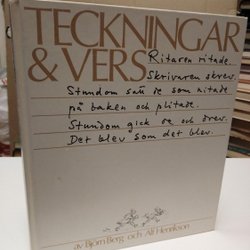 TECKNINGAR
& VERS
Ritaren ritade.
Skrivaren skrev.
Stundom satt de som nitade
på baken och plitade.
Stundom gick de och drev.
Det blev som det blev.
av Björn Berg och Alf Henrikson